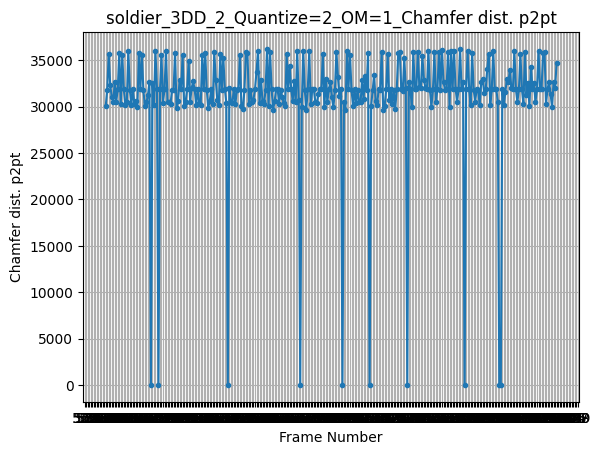 soldier_3DD_2_Quantize=2_OM=1_Chamfer dist. p2pt
35000
30000
25000
20000
15000
10000
5000
0
Chamfer dist. p2pt
Frame Number